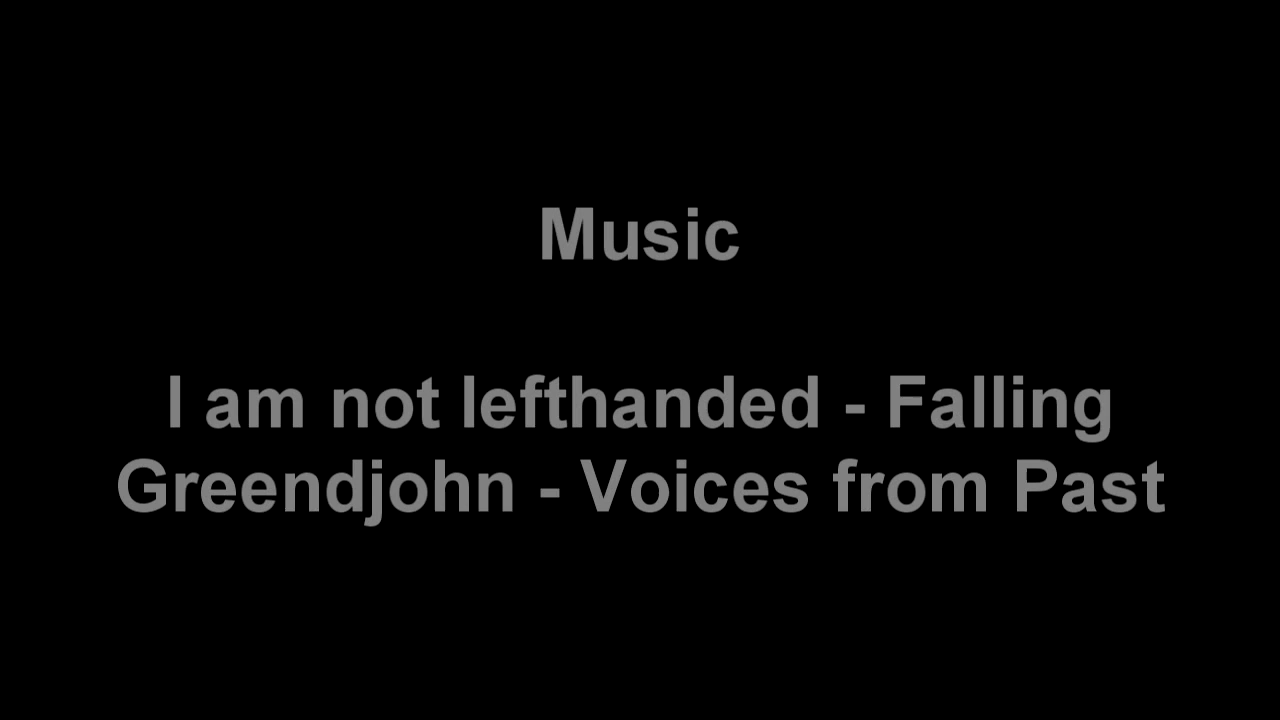 Music
I am not lefthanded - Falling
Greendjohn - Voices from Past